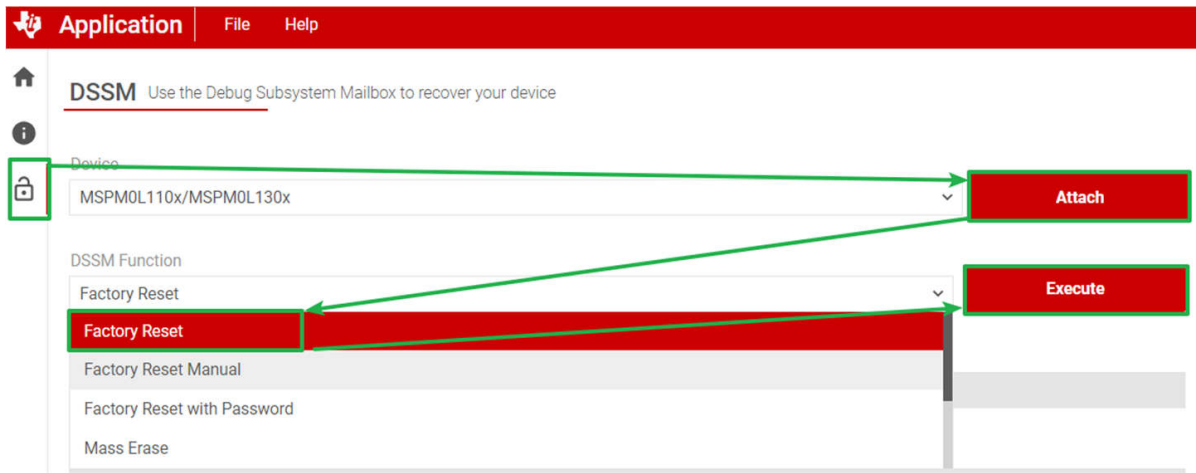 Application File Help
DSSM Use the Debug Subsystem Mailbox to recover your device
Device
MSPM0L110x/MSPM0L130x
Attach
DSSM Function
Factory Reset
Execute
Factory Reset
Factory Reset Manual
Factory Reset with Password
Mass Erase